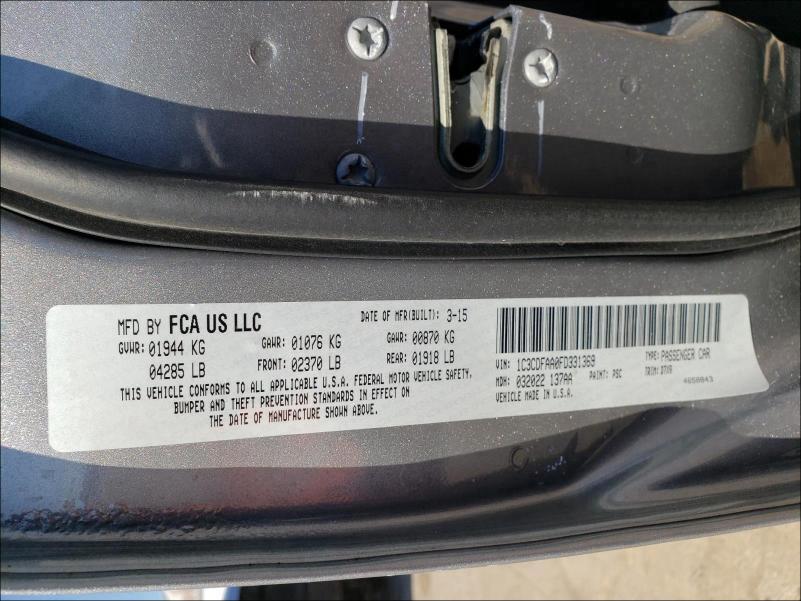 MFD BY FCA US LLC
DATE OF MFR(BUILT): 3-15
GVWR: 01944 KG
04285 LB
GAWR: 01076 KG
FRONT: 02370 LB
GAWR: 00870 KG
REAR: 01918 LB
THIS VEHICLE CONFORMS TO ALL APPLICABLE U.S.A. FEDERAL MOTOR VEHICLE SAFETY,
BUMPER AND THEFT PREVENTION STANDARDS IN EFFECT ON
THE DATE OF MANUFACTURE SHOWN ABOVE.
VIN: 1C3CDFAA0FD331369
TYPE: PASSENGER CAR
MDH: 032022 137AA
PAINT: PSC
TRIM: D7X9
VEHICLE MADE IN U.S.A.
4658843